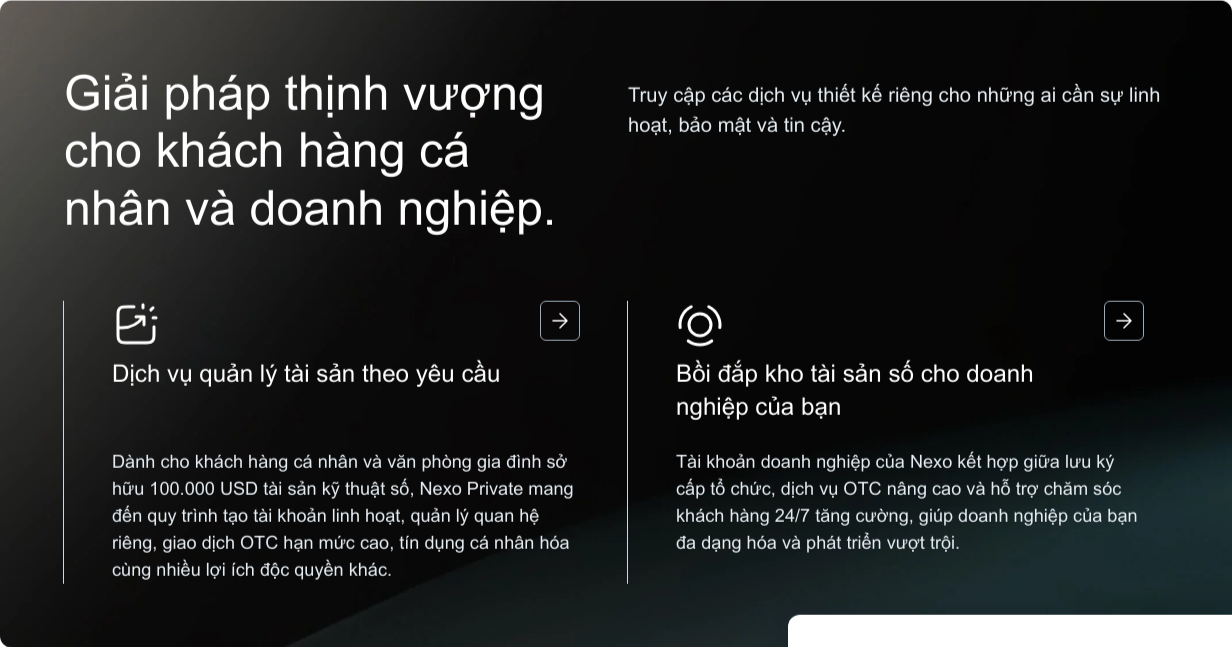 Giải pháp thịnh vượng
cho khách hàng cá
nhân và doanh nghiệp.
Truy cập các dịch vụ thiết kế riêng cho những ai cần sự linh
hoạt, bảo mật và tin cậy.
Dịch vụ quản lý tài sản theo yêu cầu
Dành cho khách hàng cá nhân và văn phòng gia đình sở
hữu 100.000 USD tài sản kỹ thuật số, Nexo Private mang
đến quy trình tạo tài khoản linh hoạt, quản lý quan hệ
riêng, giao dịch OTC hạn mức cao, tín dụng cá nhân hóa
cùng nhiều lợi ích độc quyền khác.
Bồi đắp kho tài sản số cho doanh
nghiệp của bạn
Tài khoản doanh nghiệp của Nexo kết hợp giữa lưu ký
cấp tổ chức, dịch vụ OTC nâng cao và hỗ trợ chăm sóc
khách hàng 24/7 tăng cường, giúp doanh nghiệp của bạn
đa dạng hóa và phát triển vượt trội.